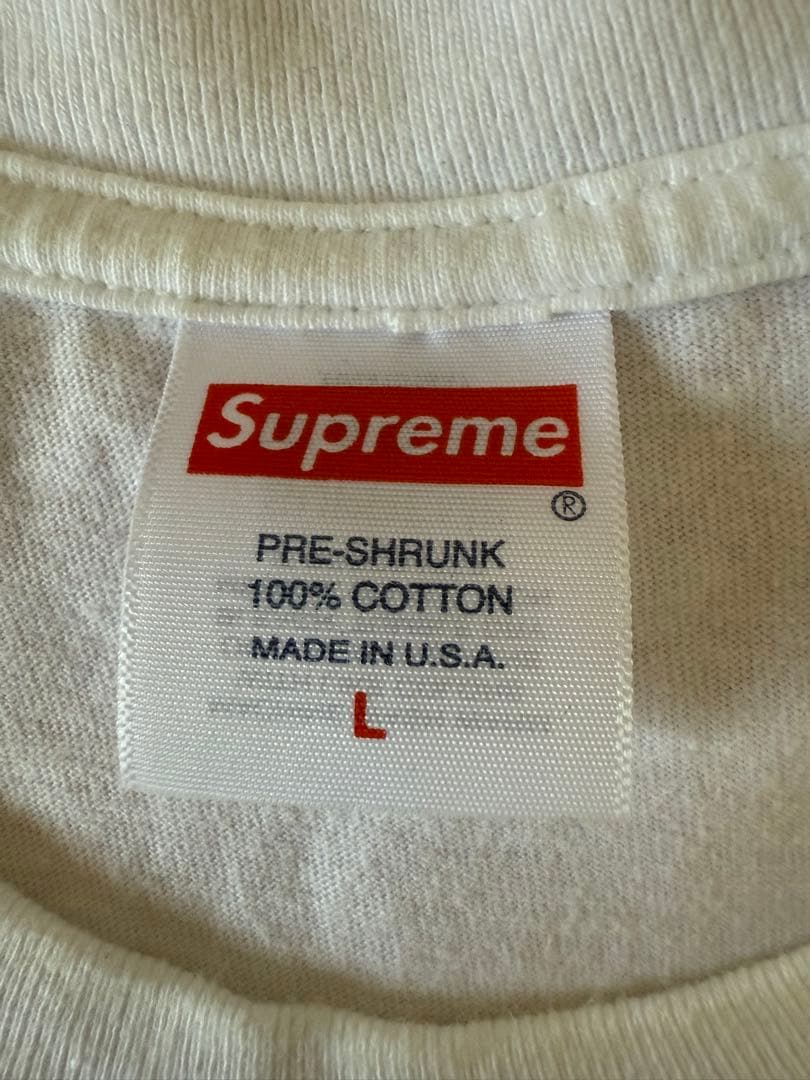 Supreme
®
PRE-SHRUNK
100% COTTON
MADE IN U.S.A.
L